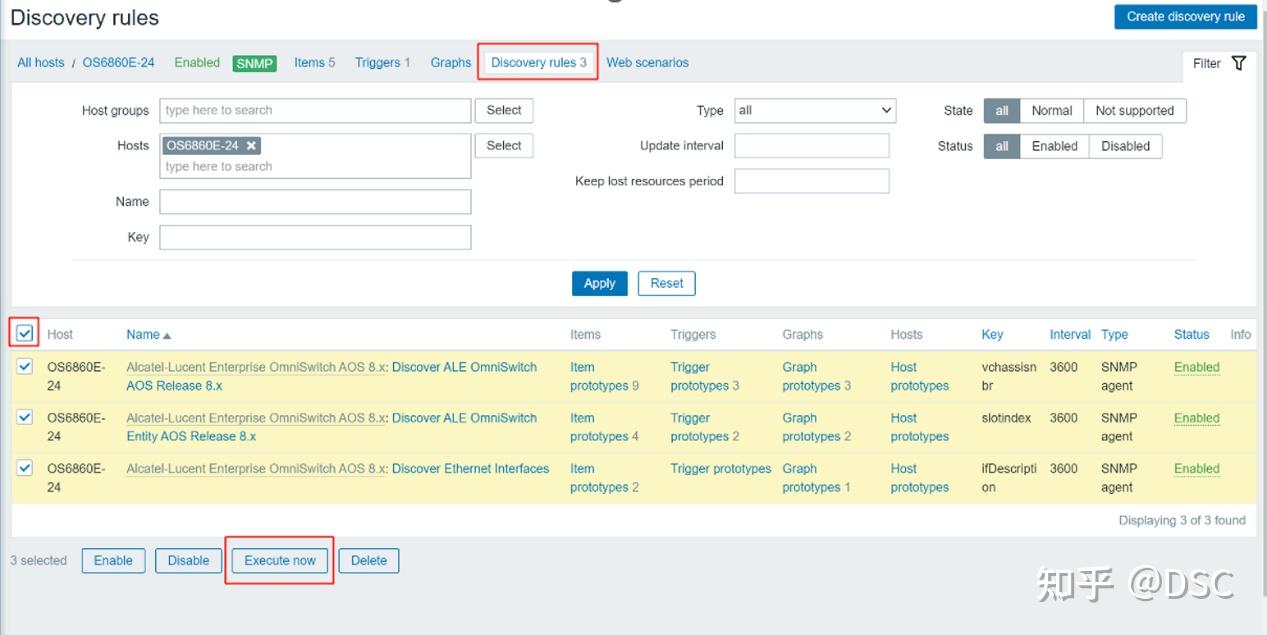 Discovery rules
Create discovery rule
All hosts / OS6860E-24 Enabled SNMP Items 5 Triggers 1 Graphs Discovery rules 3 Web scenarios
Filter
Host groups type here to search Select Type all State all Normal Not supported
Hosts OS6860E-24 Select Update interval Status all Enabled Disabled
type here to search
Keep lost resources period
Name
Key
Apply Reset
Host Name Items Triggers Graphs Hosts Key Interval Type Status Info
OS6860E- Alcatel-Lucent Enterprise OmniSwitch AOS 8.x: Discover ALE OmniSwitch Item Trigger Graph Host vchassisn 3600 SNMP Enabled
24 AOS Release 8.x prototypes 9 prototypes 3 prototypes 3 prototypes br agent
OS6860E- Alcatel-Lucent Enterprise OmniSwitch AOS 8.x: Discover ALE OmniSwitch Item Trigger Graph Host slotindex 3600 SNMP Enabled
24 Entity AOS Release 8.x prototypes 4 prototypes 2 prototypes 2 prototypes agent
OS6860E- Alcatel-Lucent Enterprise OmniSwitch AOS 8.x: Discover Ethernet Interfaces Item Trigger prototypes Graph Host ifDescripti 3600 SNMP Enabled
24 prototypes 2 prototypes 1 prototypes on agent
Displaying 3 of 3 found
3 selected Enable Disable Execute now Delete
知乎 @DSC